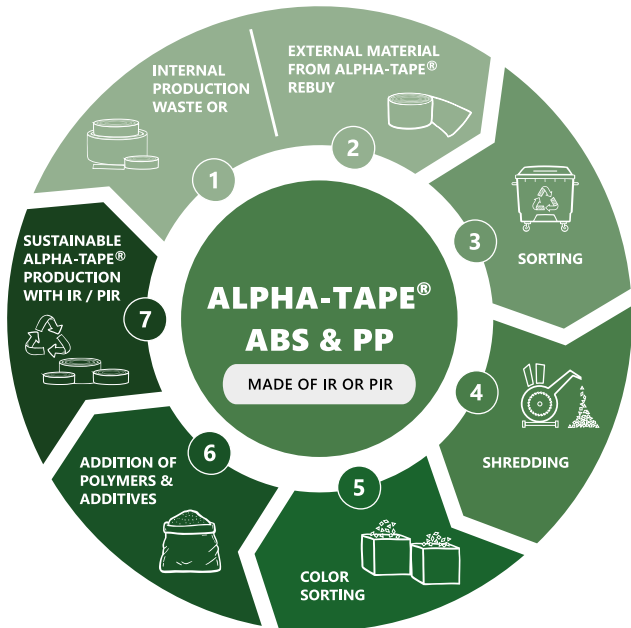 INTERNAL
PRODUCTION
WASTE OR
1
EXTERNAL MATERIAL
FROM ALPHA-TAPE®
REBUY
2
3
SORTING
4
SHREDDING
5
COLOR
SORTING
6
ADDITION OF
POLYMERS &
ADDITIVES
SUSTAINABLE
ALPHA-TAPE®
PRODUCTION
WITH IR / PIR
7
ALPHA-TAPE®
ABS & PP
MADE OF IR OR PIR